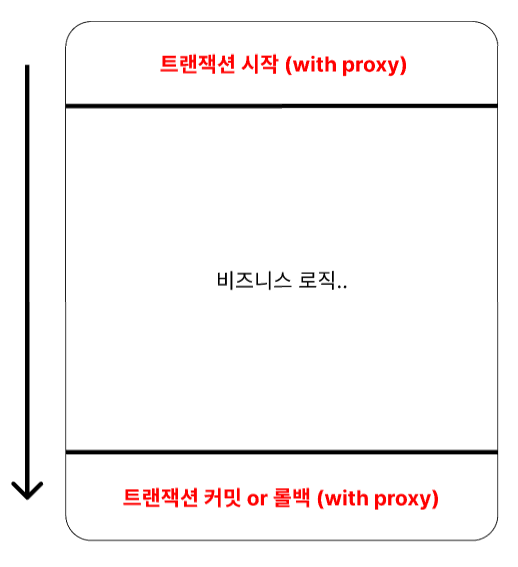 트랜잭션 시작 (with proxy)
비즈니스 로직..
트랜잭션 커밋 or 롤백 (with proxy)